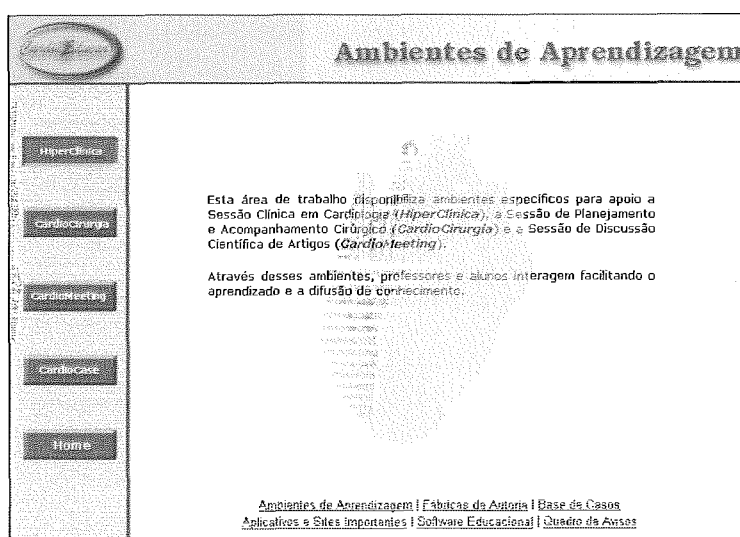 Ambientes de Aprendizagem
HiperClínica
CardioCirurgia
CardioMeeting
CardioCase
Home
Esta área de trabalho disponibiliza ambientes específicos para apoio a
Sessão Clínica em Cardiologia (HiperClínica), a Sessão de Planejamento
e Acompanhamento Cirúrgico (CardioCirurgia) e a Sessão de Discussão
Científica de Artigos (CardioMeeting).
Através desses ambientes, professores e alunos interagem facilitando o
aprendizado e a difusão de conhecimento.
Ambientes de Aprendizagem | Fábricas de Autoria | Base de Casos
Aplicativos e Sites Importantes | Software Educacional | Quadro de Avisos